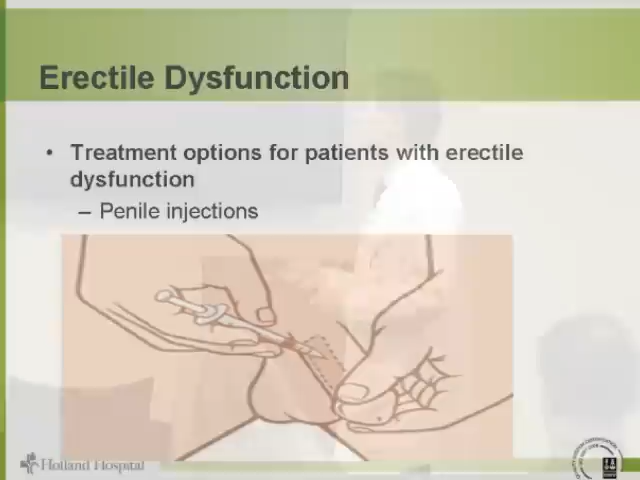 Erectile Dysfunction
• Treatment options for patients with erectile
dysfunction
– Penile injections
Holland Hospital